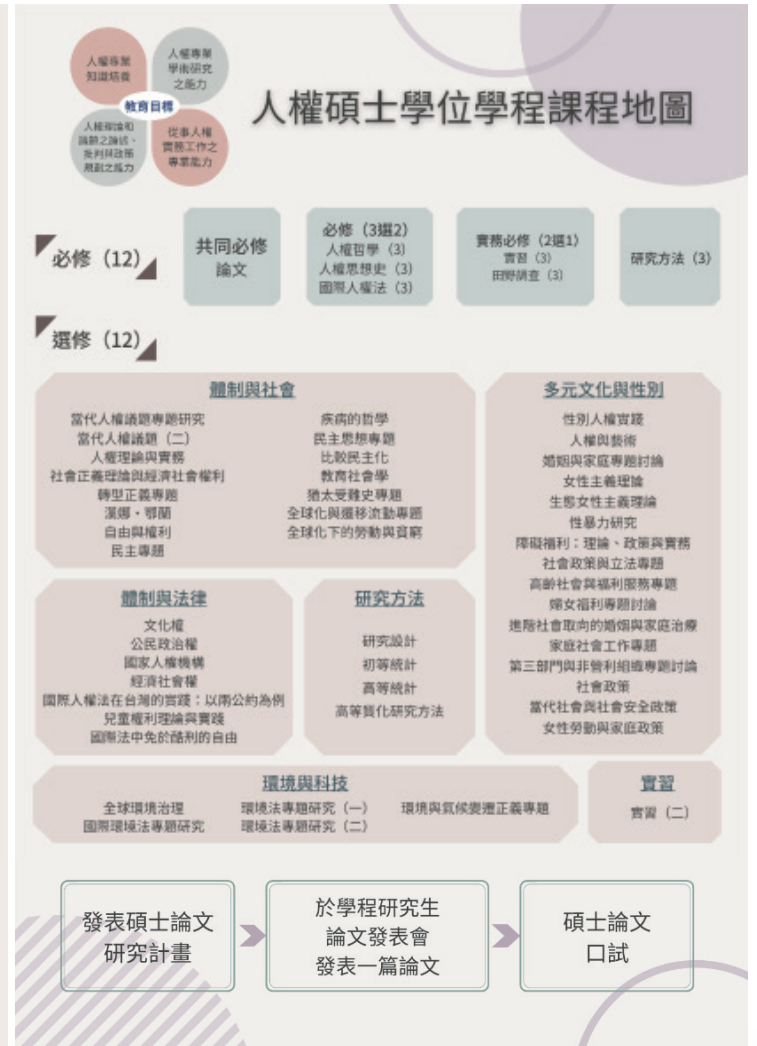 人權專業
知識培養
人權專業
學術研究
之能力
教育目標
人權理論和
議題之論述、
批判與政策
規劃之能力
從事人權
實務工作之
專業能力
人權碩士學位學程課程地圖
必修（12）
共同必修
論文
必修（3選2）
人權哲學（3）
人權思想史（3）
國際人權法（3）
實務必修（2選1）
實習（3）
田野調查（3）
研究方法（3）
選修（12）
體制與社會
當代人權議題專題研究
當代人權議題（二）
人權理論與實務
社會正義理論與經濟社會權利
轉型正義專題
漢娜・鄂蘭
自由與權利
民主專題
疾病的哲學
民主思想專題
比較民主化
教育社會學
猶太受難史專題
全球化與遷移流動專題
全球化下的勞動與貧窮
多元文化與性別
性別人權實踐
人權與藝術
婚姻與家庭專題討論
女性主義理論
生態女性主義理論
性暴力研究
障礙福利：理論、政策與實務
社會政策與立法專題
高齡社會與福利服務專題
婦女福利專題討論
進階社會取向的婚姻與家庭治療
家庭社會工作專題
第三部門與非營利組織專題討論
社會政策
當代社會與社會安全政策
女性勞動與家庭政策
體制與法律
文化權
公民政治權
國家人權機構
經濟社會權
國際人權法在台灣的實踐：以兩公約為例
兒童權利理論與實踐
國際法中免於酷刑的自由
研究方法
研究設計
初等統計
高等統計
高等質化研究方法
環境與科技
全球環境治理
國際環境法專題研究
環境法專題研究（一）
環境法專題研究（二）
環境與氣候變遷正義專題
實習
實習（二）
發表碩士論文
研究計畫
於學程研究生
論文發表會
發表一篇論文
碩士論文
口試